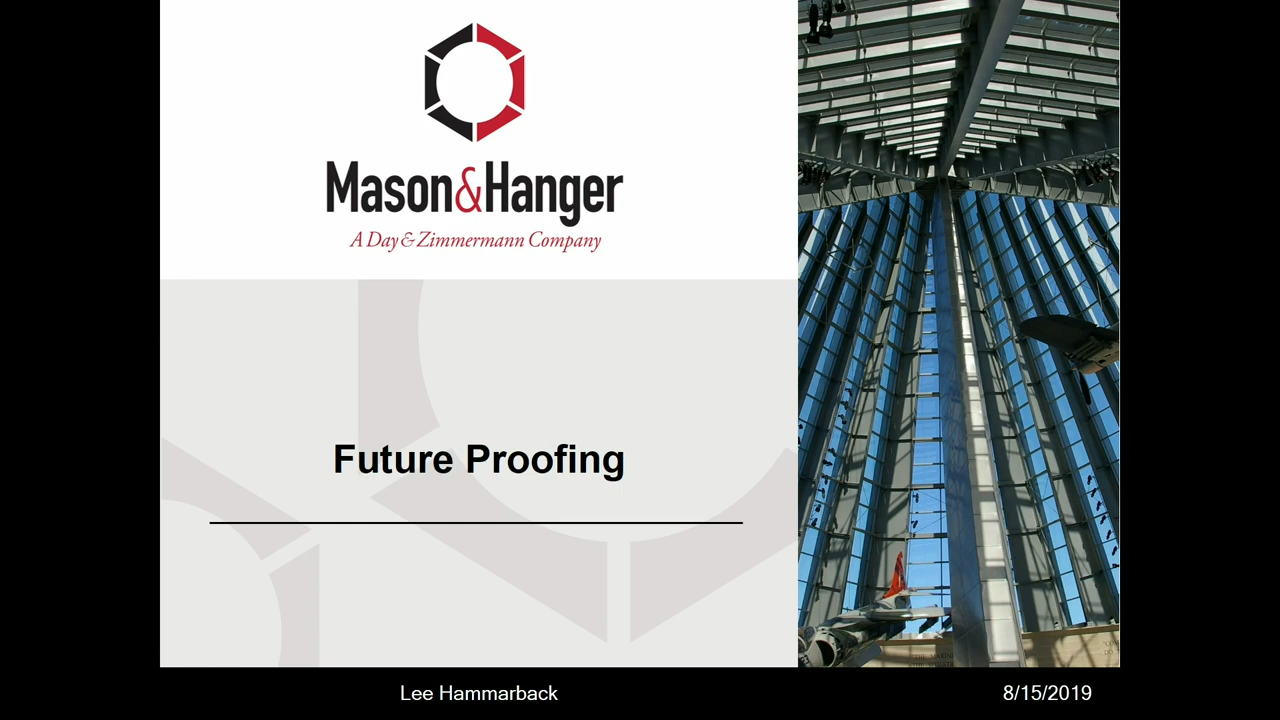 Mason&Hanger
A Day & Zimmermann Company
Future Proofing
Lee Hammarback
8/15/2019